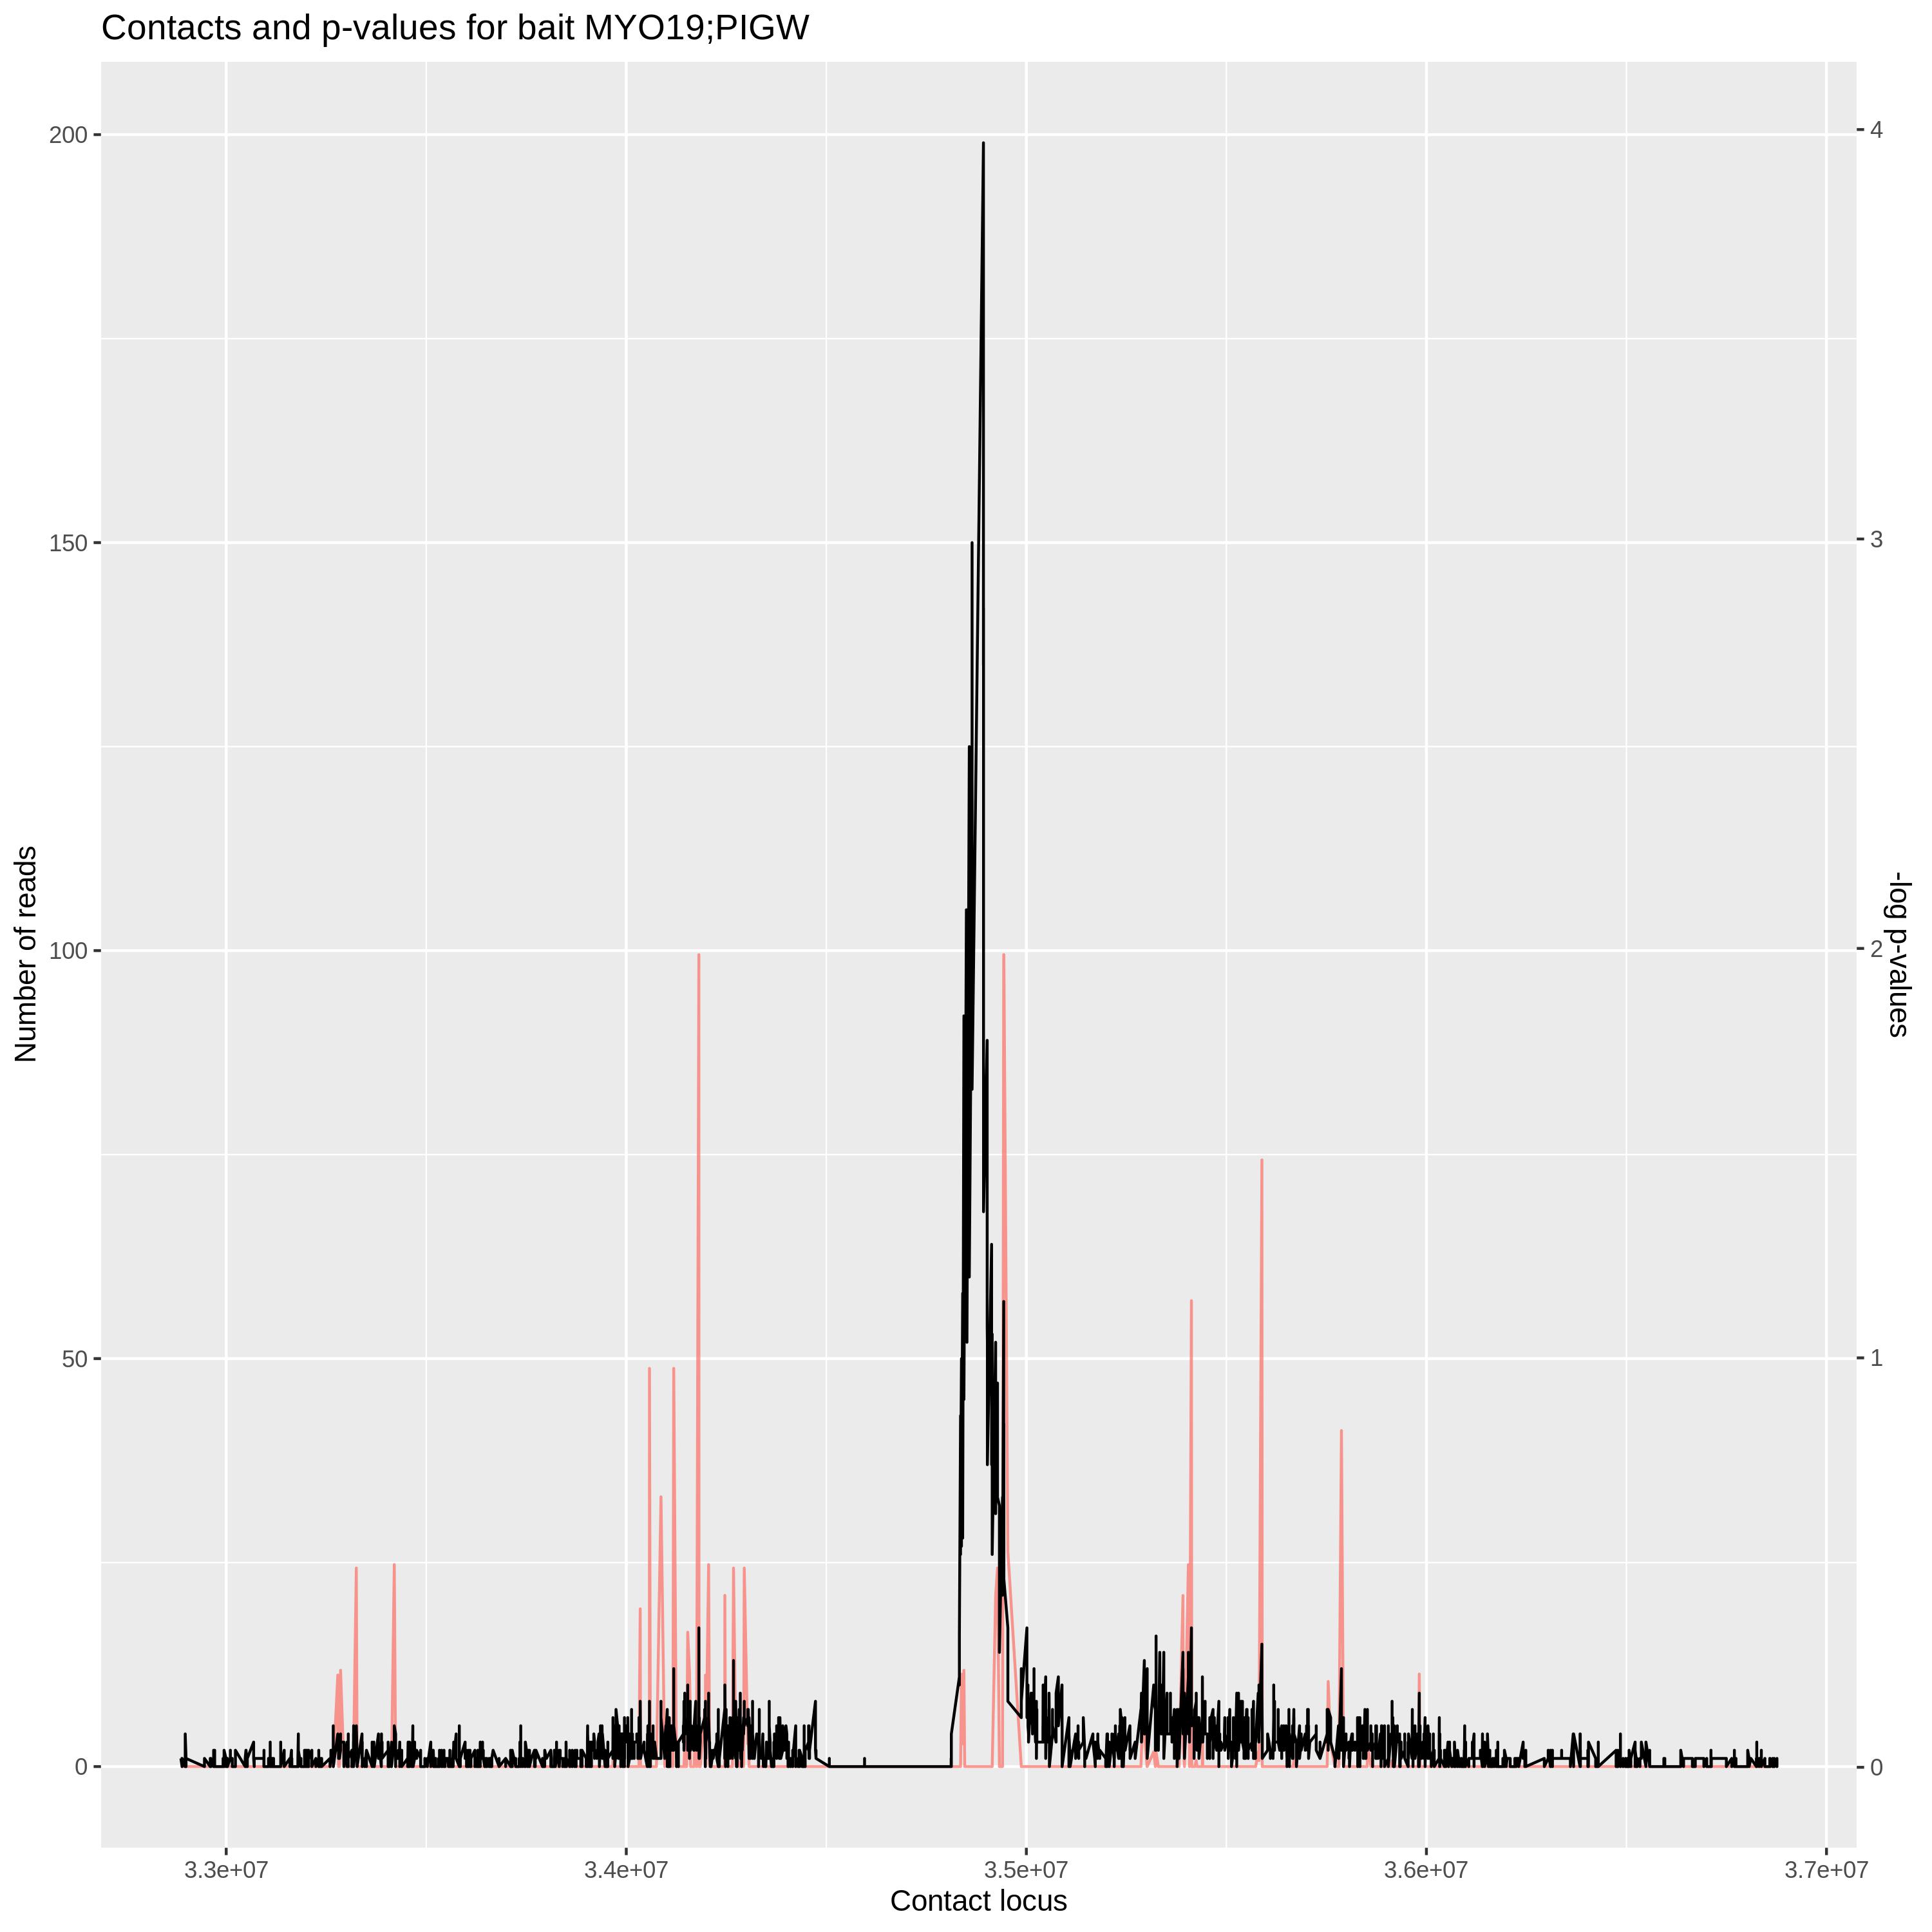 Contacts and p-values for bait MYO19;PIGW
200
150
100
50
0
Number of reads
4
3
2
1
0
-log p-values
3.3e+07
3.4e+07
3.5e+07
3.6e+07
3.7e+07
Contact locus